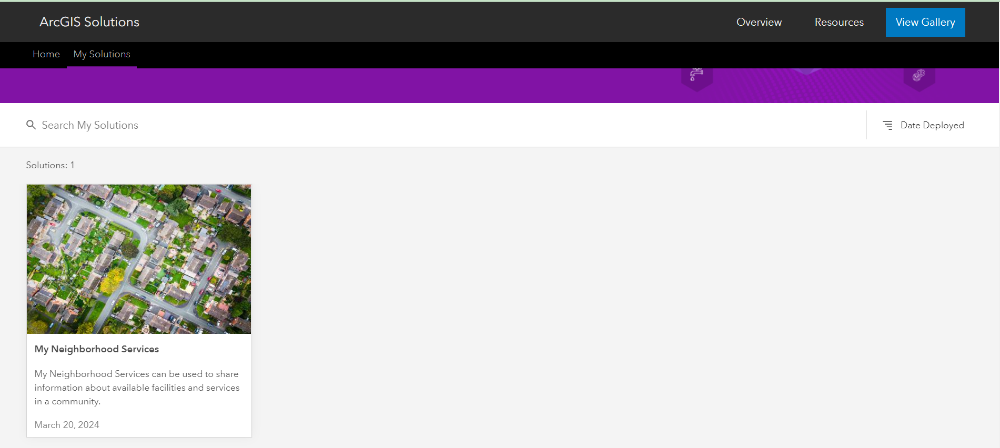 ArcGIS Solutions
Overview
Resources
View Gallery
Home
My Solutions
Search My Solutions
Date Deployed
Solutions: 1
My Neighborhood Services
My Neighborhood Services can be used to share
information about available facilities and services
in a community.
March 20, 2024